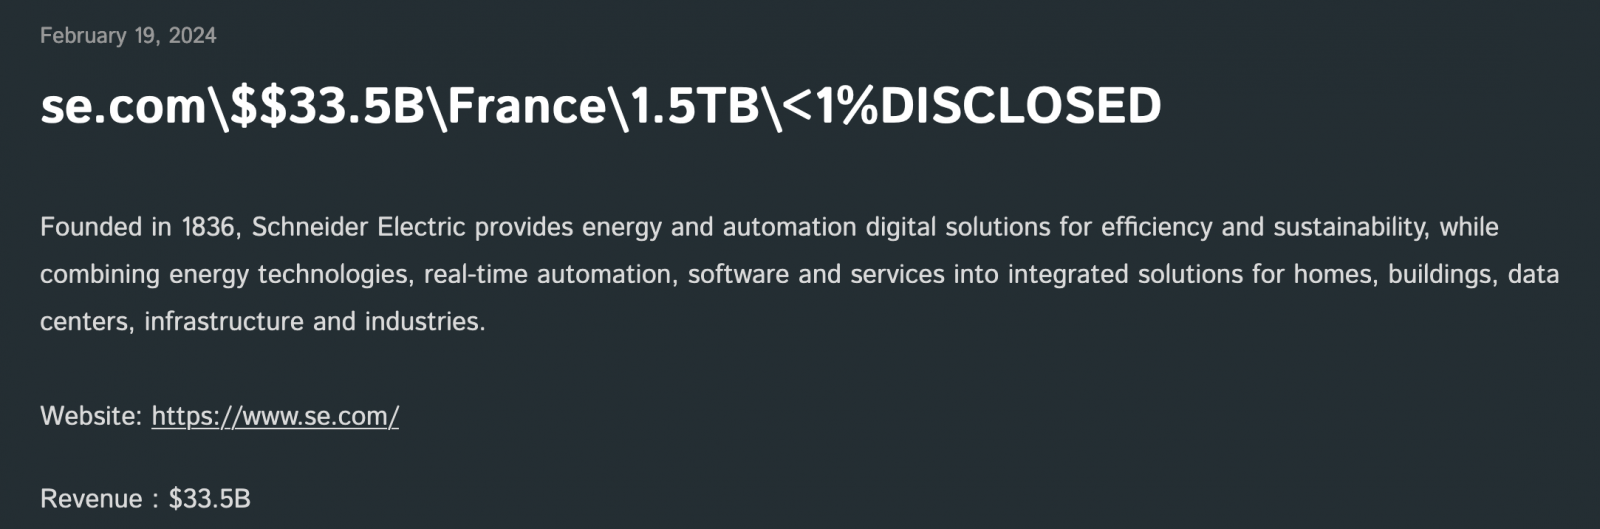 February 19, 2024
se.com\$$33.5B\France\1.5TB\<1%DISCLOSED
Founded in 1836, Schneider Electric provides energy and automation digital solutions for efficiency and sustainability, while
combining energy technologies, real-time automation, software and services into integrated solutions for homes, buildings, data
centers, infrastructure and industries.
Website: https://www.se.com/
Revenue : $33.5B